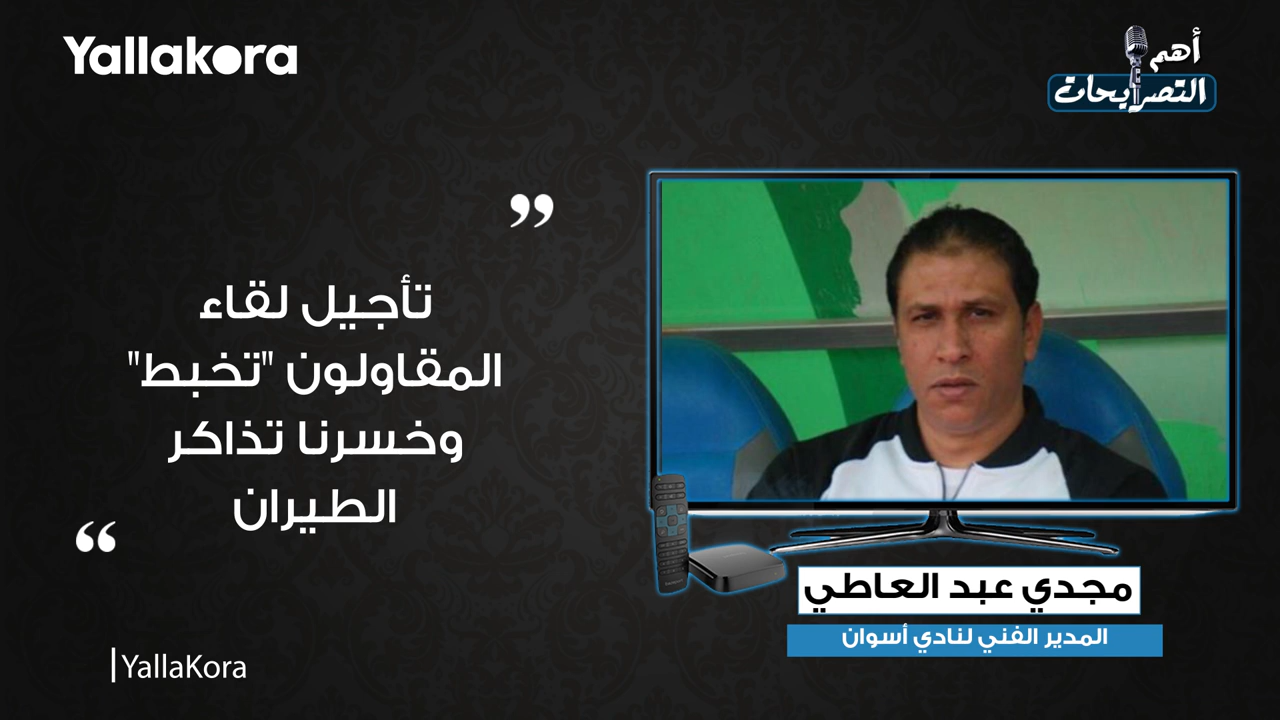 Yallakora
أهم
التصريحات
”
تأجيل لقاء
المقاولون "تخبط"
وخسرنا تذاكر
الطيران
“
مجدي عبد العاطي
المدير الفني لنادي أسوان
|YallaKora